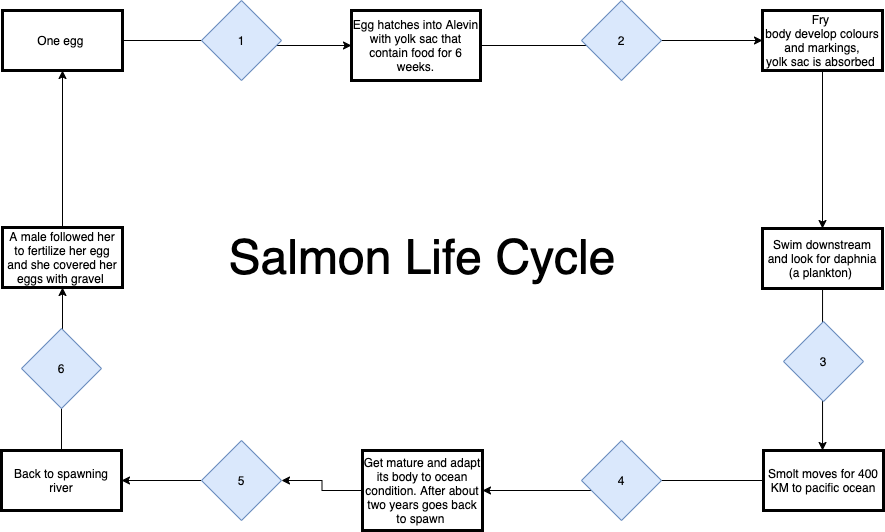 One egg
1
Egg hatches into Alevin
with yolk sac that
contain food for 6
weeks.
2
Fry
body develop colours
and markings,
yolk sac is absorbed
A male followed her
to fertilize her egg
and she covered her
eggs with gravel
Salmon Life Cycle
Swim downstream
and look for daphnia
(a plankton)
6
3
Back to spawning
river
5
Get mature and adapt
its body to ocean
condition. After about
two years goes back
to spawn
4
Smolt moves for 400
KM to pacific ocean